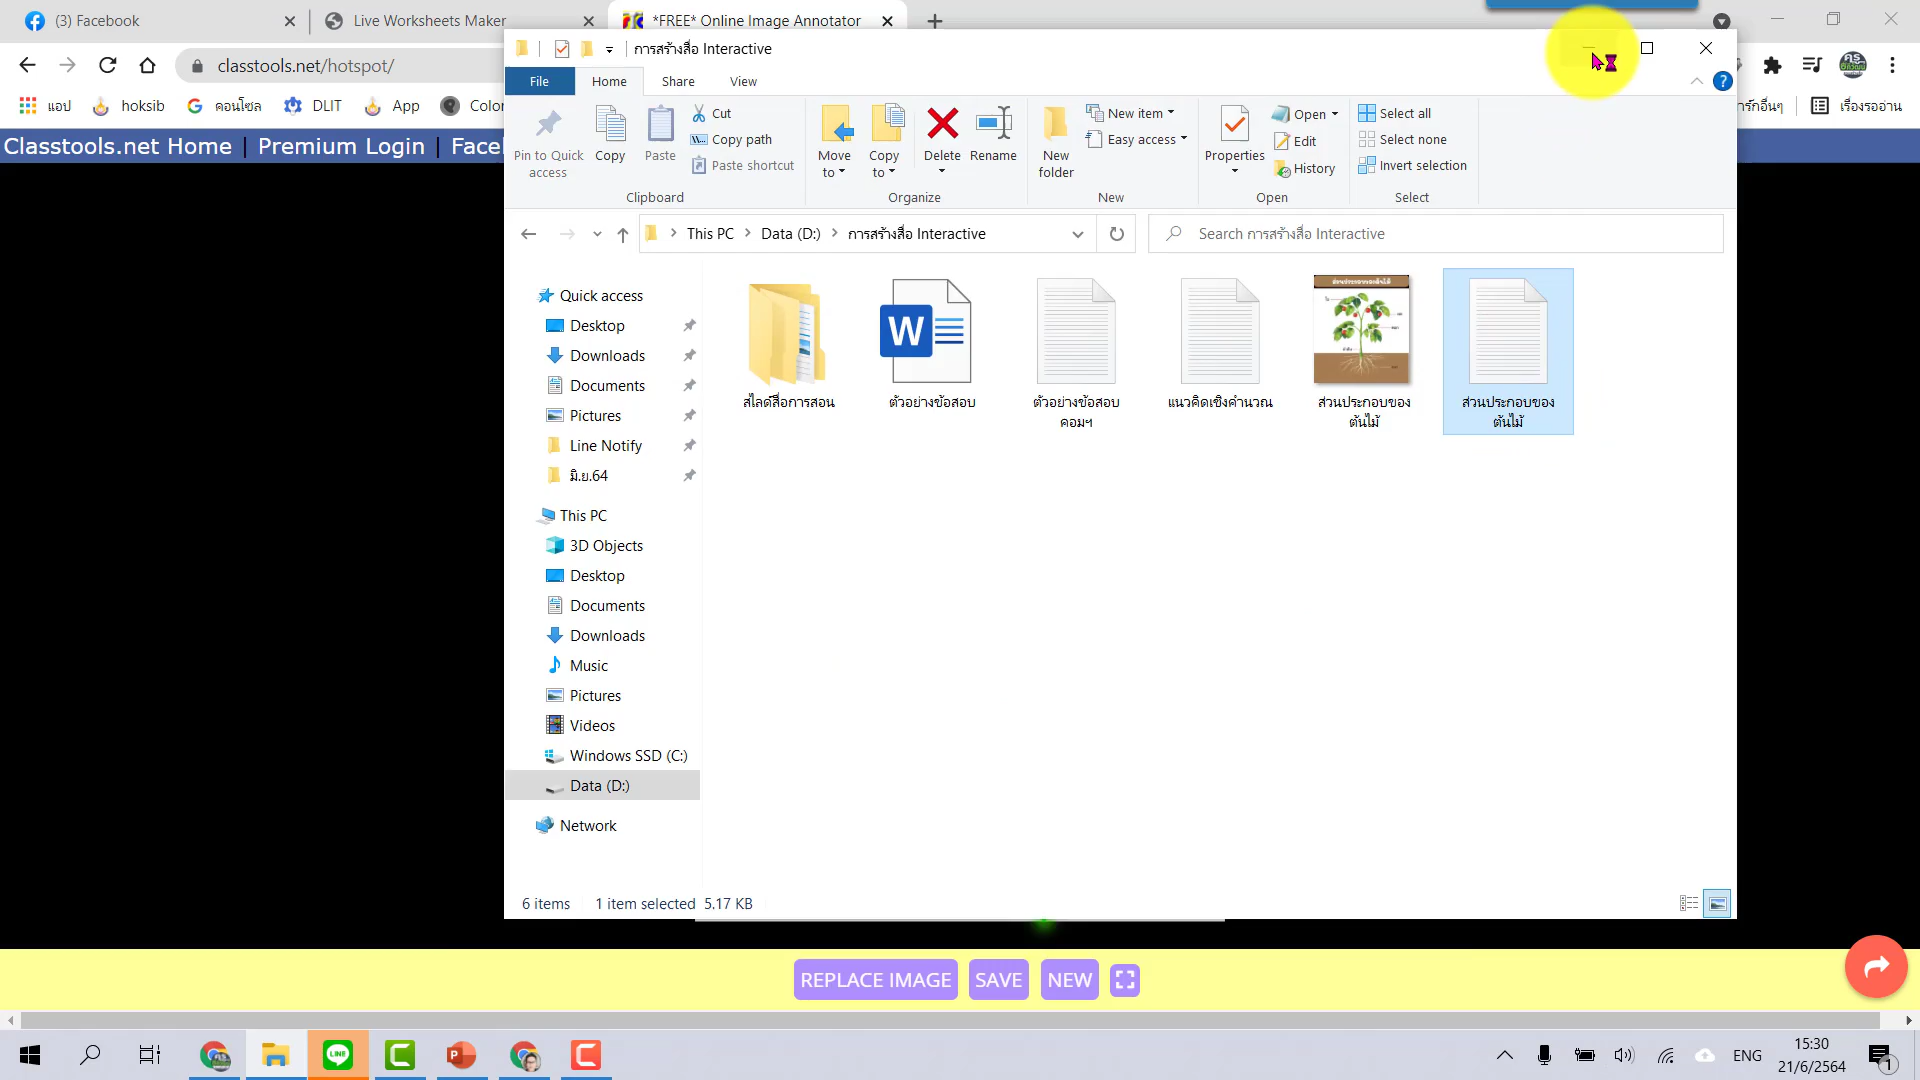 (3) Facebook
Live Worksheets Maker
*FREE* Online Image Annotator
classtools.net/hotspot/
แอป
hoksib
คอนโซล
DLIT
App
Color
เรื่องรออ่าน
Classtools.net Home | Premium Login | Face
การสร้างสื่อ Interactive
File
Home
Share
View
Pin to Quick access
Copy
Paste
Cut
Copy path
Paste shortcut
Clipboard
Move to
Copy to
Delete
Rename
Organize
New folder
New item
Easy access
New
Properties
Open
Edit
History
Open
Select all
Select none
Invert selection
Select
This PC > Data (D:) > การสร้างสื่อ Interactive
Search การสร้างสื่อ Interactive
Quick access
Desktop
Downloads
Documents
Pictures
Line Notify
มิ.ย.64
This PC
3D Objects
Desktop
Documents
Downloads
Music
Pictures
Videos
Windows SSD (C:)
Data (D:)
Network
สไลด์สื่อการสอน
ตัวอย่างข้อสอบ
ตัวอย่างข้อสอบ
คอมฯ
แนวคิดเชิงคำนวณ
ส่วนประกอบของ
ต้นไม้
ส่วนประกอบของ
ต้นไม้
6 items
1 item selected 5.17 KB
REPLACE IMAGE
SAVE
NEW
ENG
15:30
21/6/2564
1